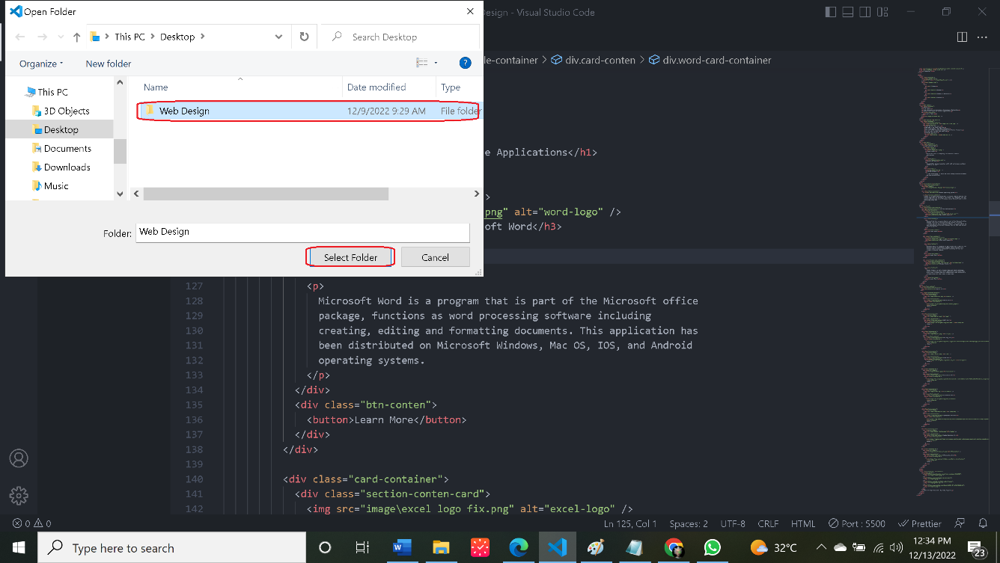 Open Folder
Design - Visual Studio Code
This PC > Desktop >
Search Desktop
Organize
New folder
le-container > div.card-conten > div.word-card-container
Name
Date modified
Type
This PC
3D Objects
Desktop
Documents
Downloads
Music
Web Design
12/9/2022 9:29 AM
File folder
Folder:
Web Design
Select Folder
Cancel
e Applications</h1>
>
png" alt="word-logo" />
oft Word</h3>
127 <p>
128 Microsoft Word is a program that is part of the Microsoft office
129 package, functions as word processing software including
130 creating, editing and formatting documents. This application has
131 been distributed on Microsoft Windows, Mac OS, IOS, and Android
132 operating systems.
133 </p>
134 </div>
135 <div class="btn-conten">
136 <button>Learn More</button>
137 </div>
138 </div>
139
140 <div class="card-container">
141 <div class="section-conten-card">
142 <img src="image\excel logo fix.png" alt="excel-logo" />
0 0
Ln 125, Col 1
Spaces: 2
UTF-8
CRLF
HTML
Port : 5500
Prettier
Type here to search
32°C
12:34 PM
12/13/2022
23